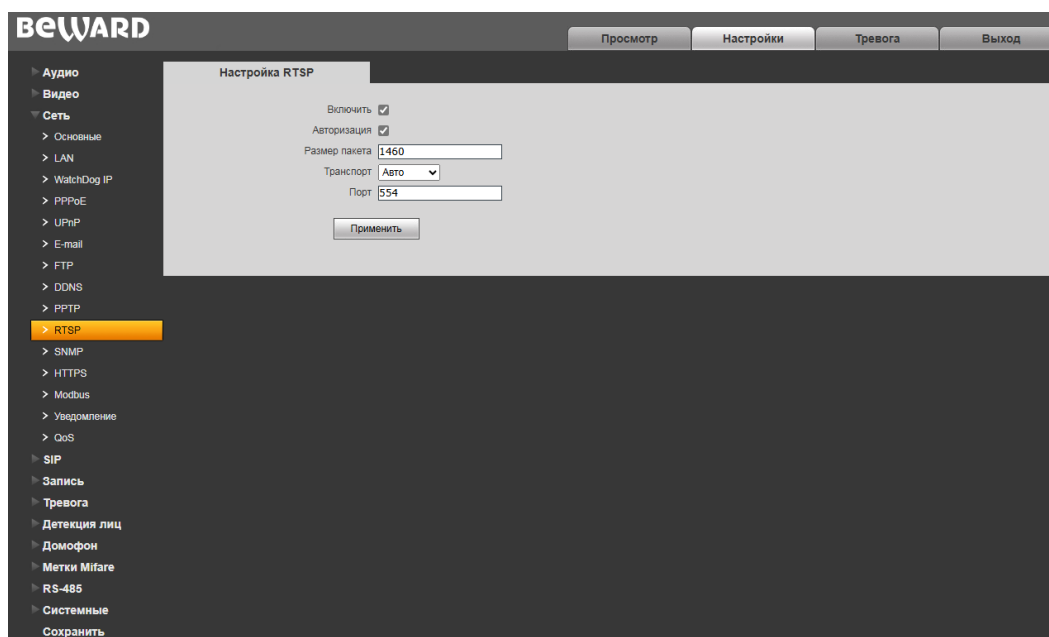 BEWARD
Просмотр
Настройки
Тревога
Выход
Аудио
Видео
Сеть
Основные
LAN
WatchDog IP
PPPoE
UPnP
E-mail
FTP
DDNS
PPTP
RTSP
SNMP
HTTPS
Modbus
Уведомление
QoS
SIP
Запись
Тревога
Детекция лиц
Домофон
Метки Mifare
RS-485
Системные
Сохранить
Настройка RTSP
Включить
Авторизация
Размер пакета 1460
Транспорт Авто
Порт 554
Применить